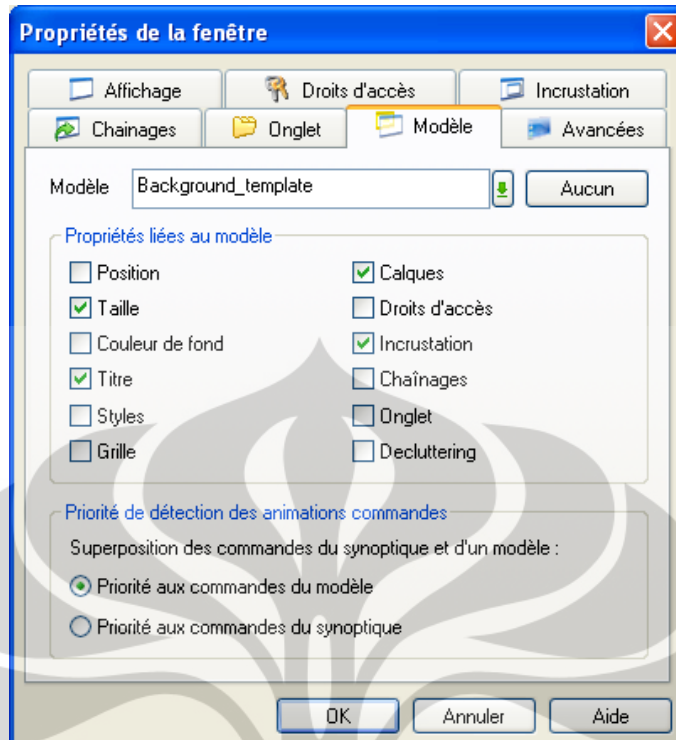 Propriétés de la fenêtre
Affichage Droits d'accès Incrustation
Chainages Onglet Modèle Avancées
Modèle Background_template Aucun
Propriétés liées au modèle
Position Calques
Taille Droits d'accès
Couleur de fond Incrustation
Titre Chaînages
Styles Onglet
Grille Decluttering
Priorité de détection des animations commandes
Superposition des commandes du synoptique et d'un modèle :
Priorité aux commandes du modèle
Priorité aux commandes du synoptique
OK Annuler Aide